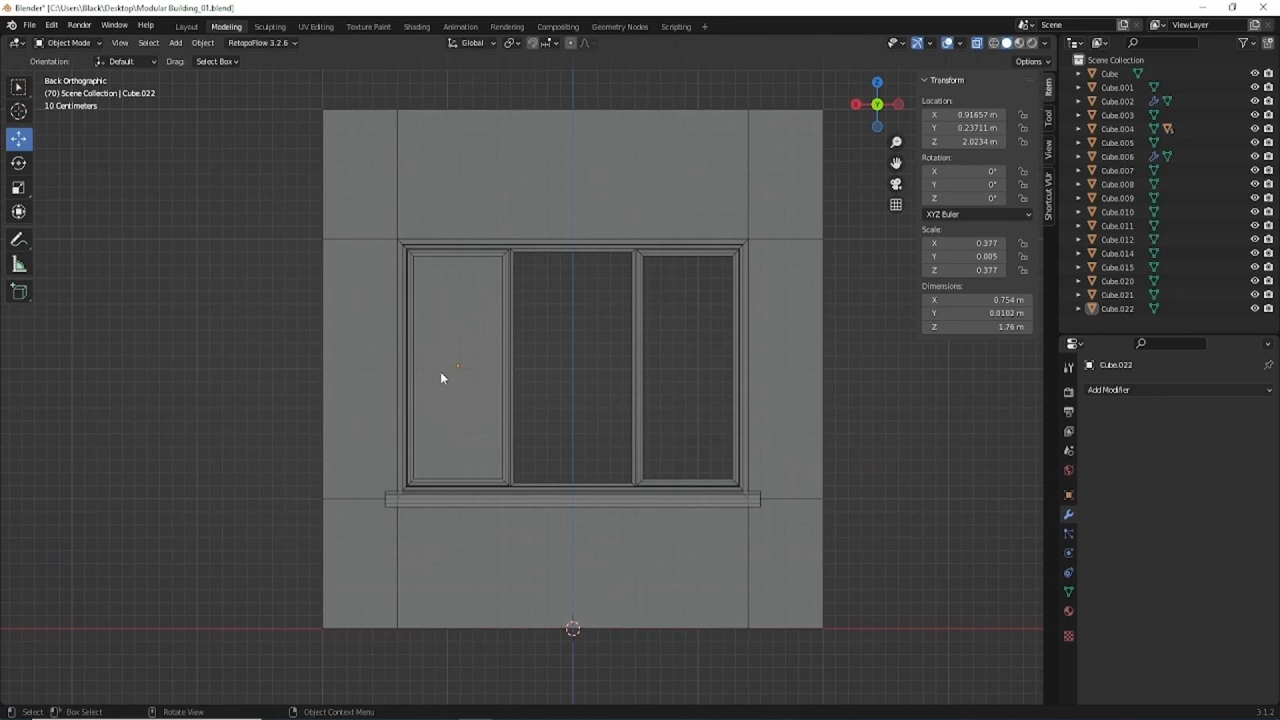 Blender* [C:\Users\Black\Desktop\Modular Building_01.blend]
File Edit Render Window Help Layout Modeling Sculpting UV Editing Texture Paint Shading Animation Rendering Compositing Geometry Nodes Scripting + Scene ViewLayer
Object Mode View Select Add Object RetopoFlow 3.2.6 Global
Orientation: Default Drag: Select Box Options
Back Orthographic
(70) Scene Collection | Cube.022
10 Centimeters
Z
X
Y
Transform
Location:
X 0.91657 m
Y 0.23711 m
Z 2.0234 m
Rotation:
X 0°
Y 0°
Z 0°
XYZ Euler
Scale:
X 0.377
Y 0.005
Z 0.377
Dimensions:
X 0.754 m
Y 0.0102 m
Z 1.76 m
Item
Tool
View
Shortcut VUr
Scene Collection
Cube
Cube.001
Cube.002
Cube.003
Cube.004
Cube.005
Cube.006
Cube.007
Cube.008
Cube.009
Cube.010
Cube.011
Cube.012
Cube.014
Cube.015
Cube.020
Cube.021
Cube.022
Cube.022
Add Modifier
Select Box Select Rotate View Object Context Menu 3.1.2